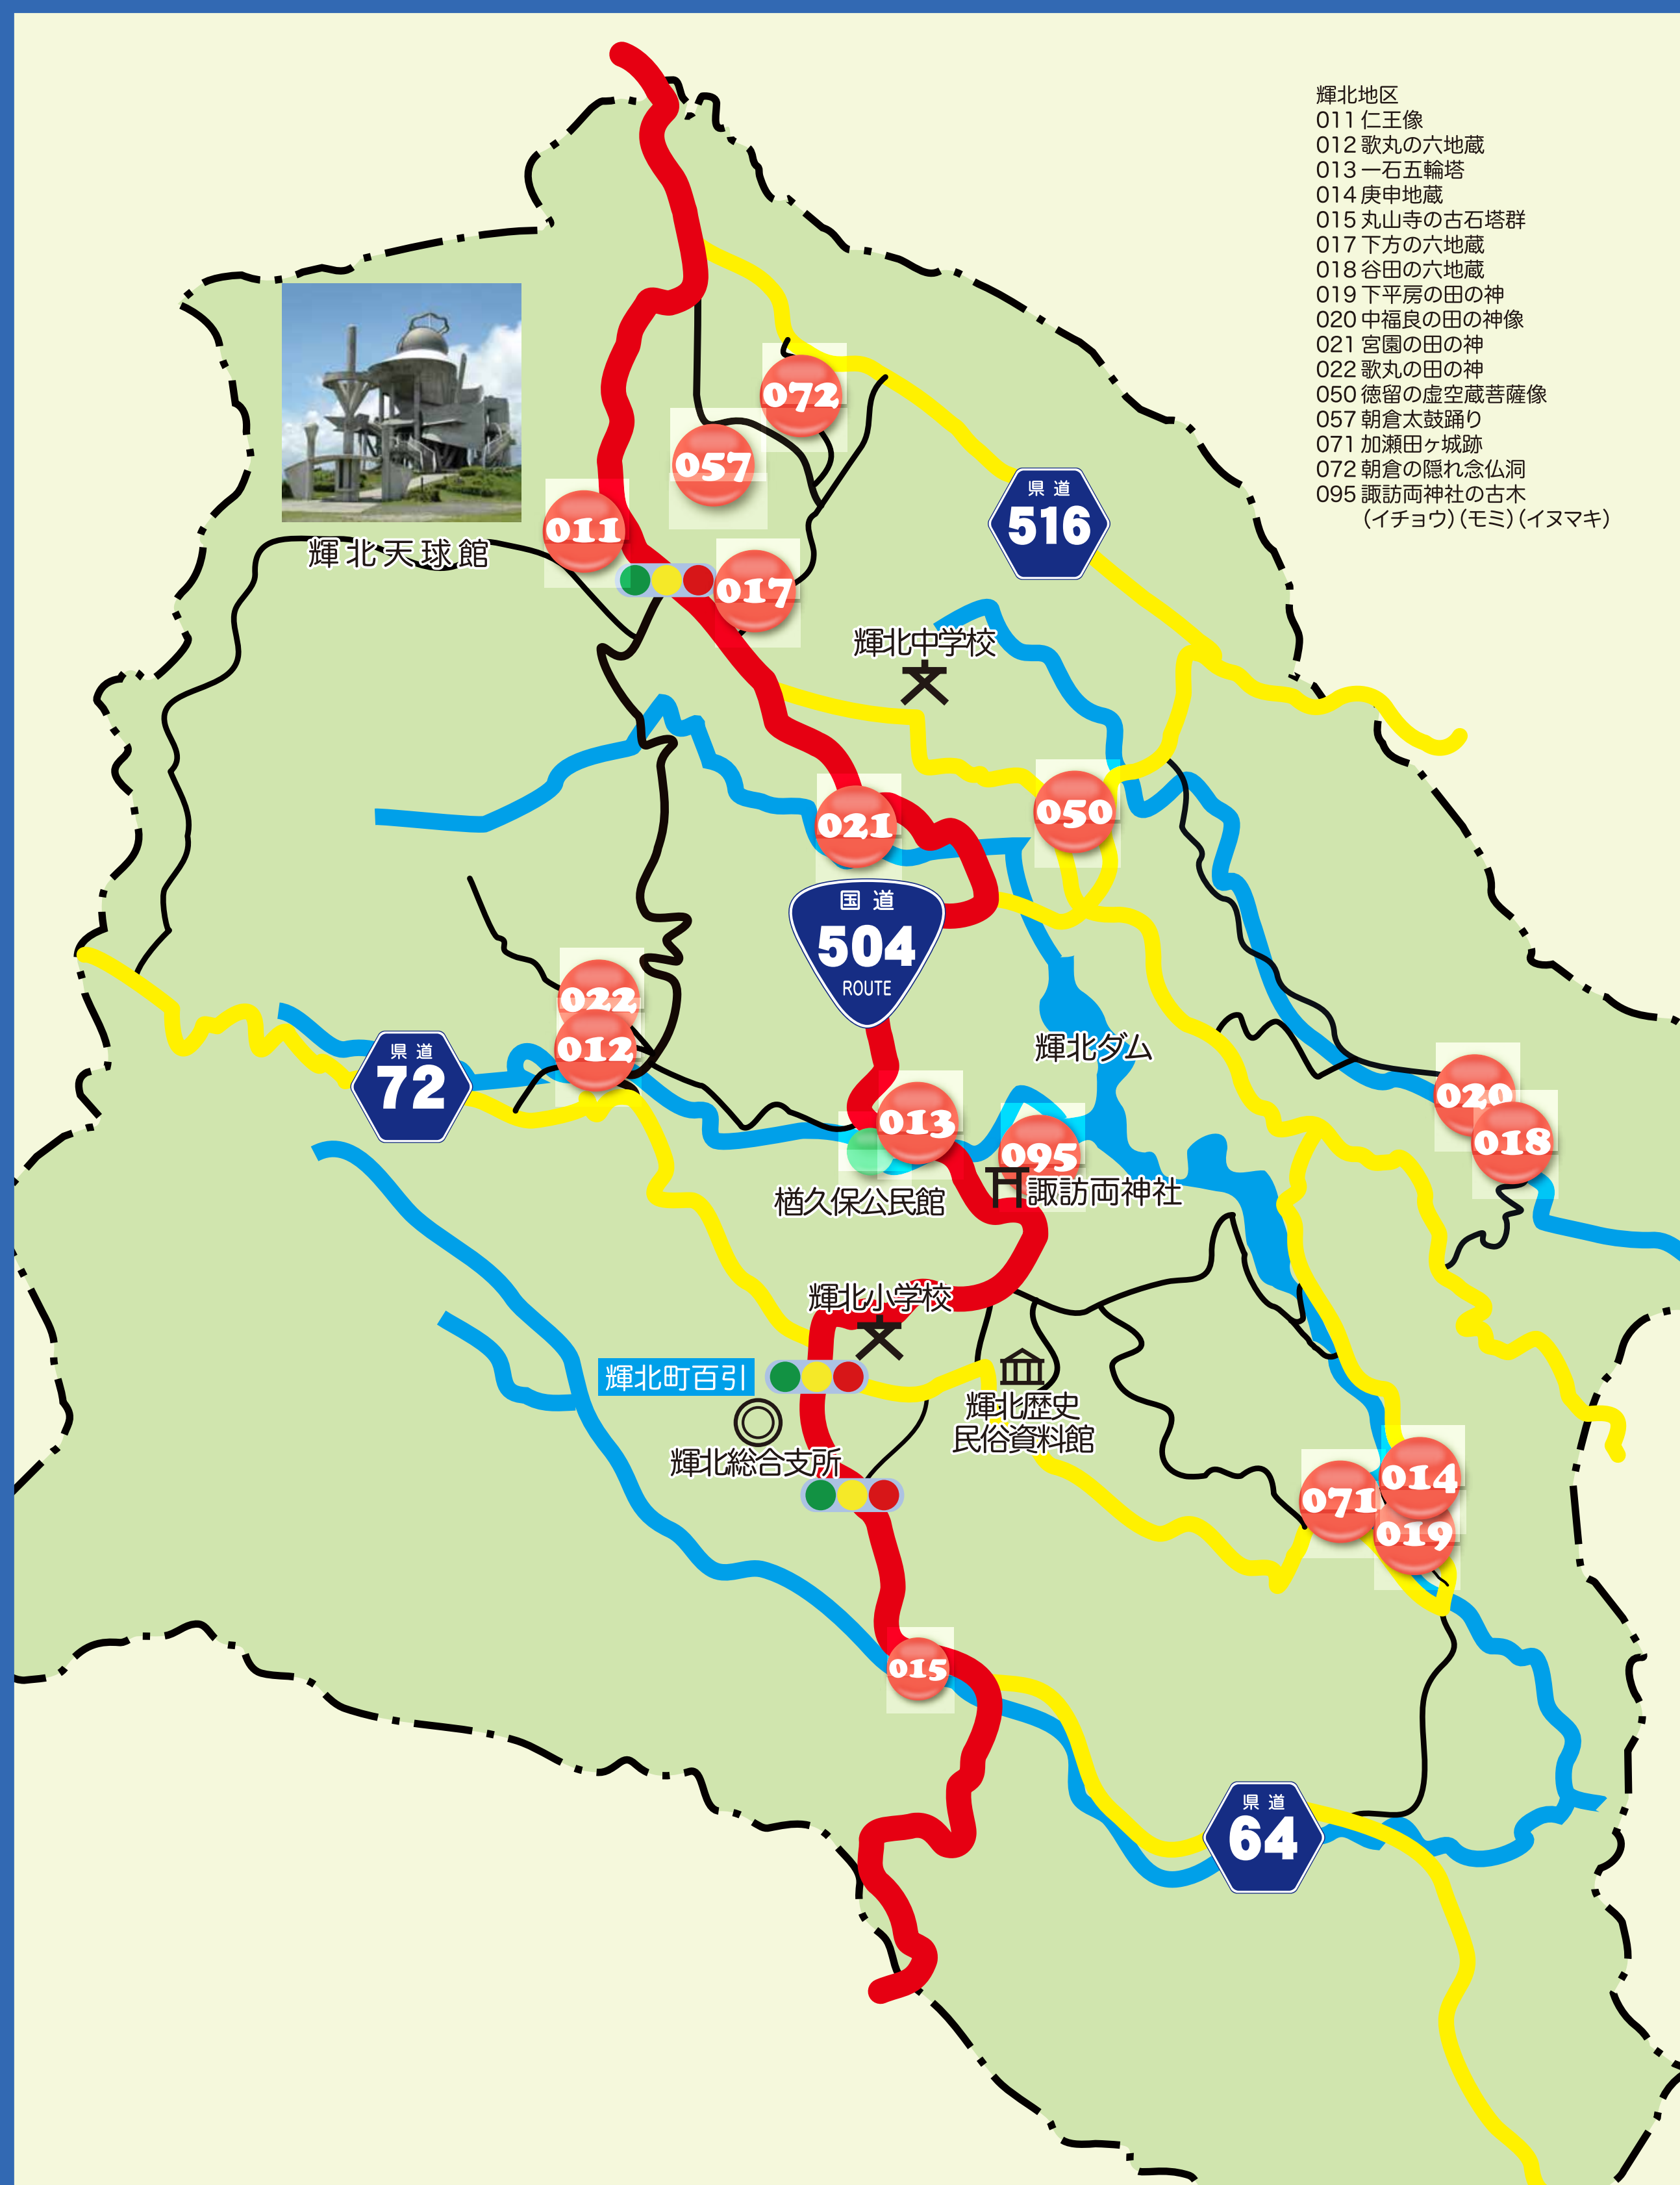 輝北地区
011 仁王像
012 歌丸の六地蔵
013 一石五輪塔
014 庚申地蔵
015 丸山寺の古石塔群
017 下方の六地蔵
018 谷田の六地蔵
019 下平房の田の神
020 中福良の田の神像
021 宮園の田の神
022 歌丸の田の神
050 徳留の虚空蔵菩薩像
057 朝倉太鼓踊り
071 加瀬田ヶ城跡
072 朝倉の隠れ念仏洞
095 諏訪両神社の古木
(イチョウ)(モミ)(イヌマキ)
072
057
県道
516
011
輝北天球館
017
輝北中学校
050
021
国道
504
ROUTE
022
012
県道
72
輝北ダム
020
018
013
095
諏訪両神社
楢久保公民館
輝北小学校
輝北町百引
輝北歴史
民俗資料館
輝北総合支所
014
071
019
015
県道
64